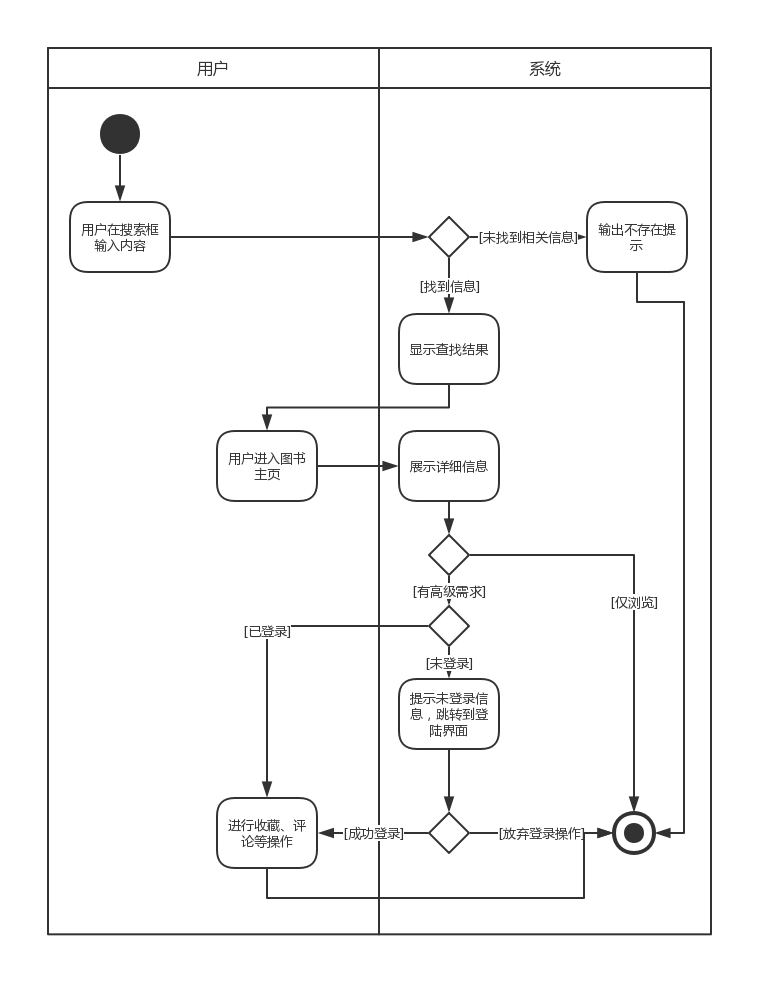 用户
系统
用户在搜索框
输入内容
[未找到相关信息]
输出不存在提
示
[找到信息]
显示查找结果
用户进入图书
主页
展示详细信息
[有高级需求]
[仅浏览]
[已登录]
[未登录]
提示未登录信
息，跳转到登
陆界面
进行收藏、评
论等操作
[成功登录]
[放弃登录操作]